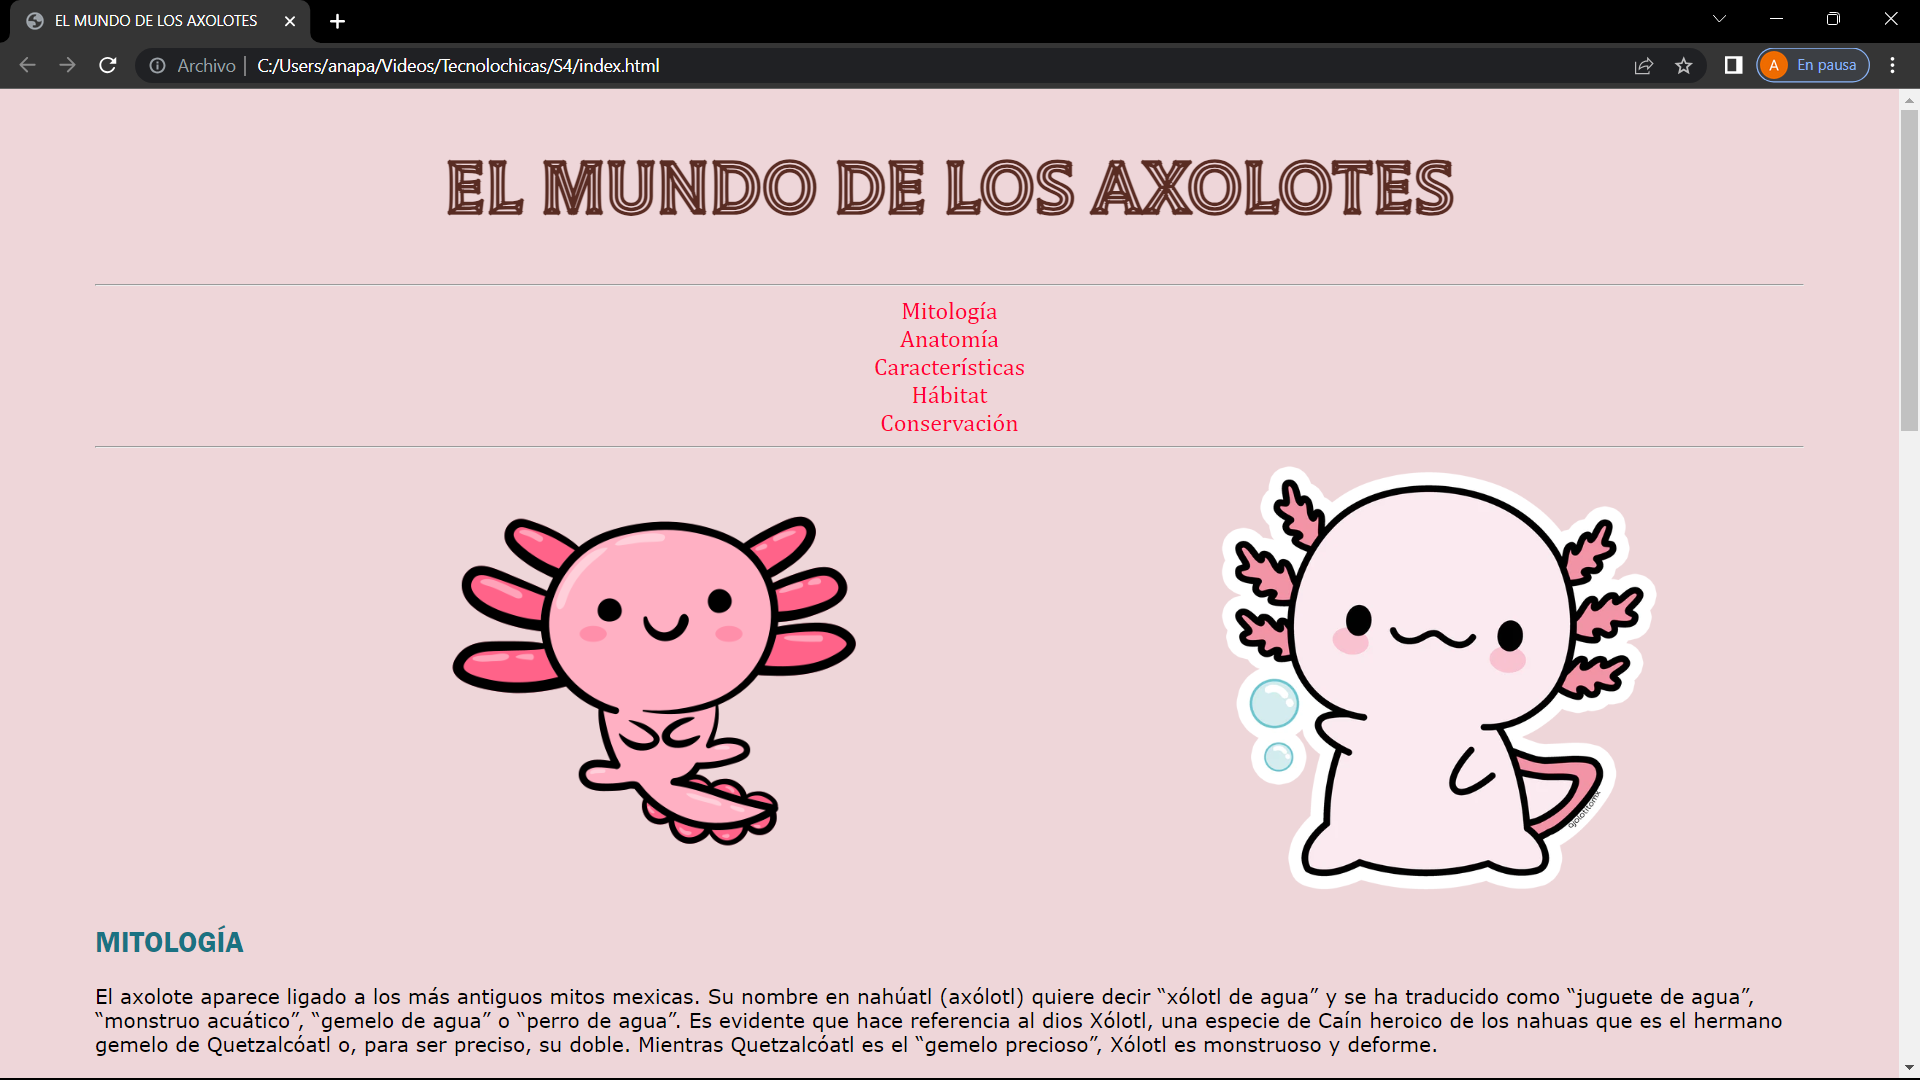 EL MUNDO DE LOS AXOLOTES
Archivo | C:/Users/anapa/Videos/Tecnolochicas/S4/index.html
A En pausa
EL MUNDO DE LOS AXOLOTES
Mitología
Anatomía
Características
Hábitat
Conservación
MITOLOGÍA
El axolote aparece ligado a los más antiguos mitos mexicas. Su nombre en nahúatl (axólotl) quiere decir “xólotl de agua” y se ha traducido como “juguete de agua”,
“monstruo acuático”, “gemelo de agua” o “perro de agua”. Es evidente que hace referencia al dios Xólotl, una especie de Caín heroico de los nahuas que es el hermano
gemelo de Quetzalcóatl o, para ser preciso, su doble. Mientras Quetzalcóatl es el “gemelo precioso”, Xólotl es monstruoso y deforme.